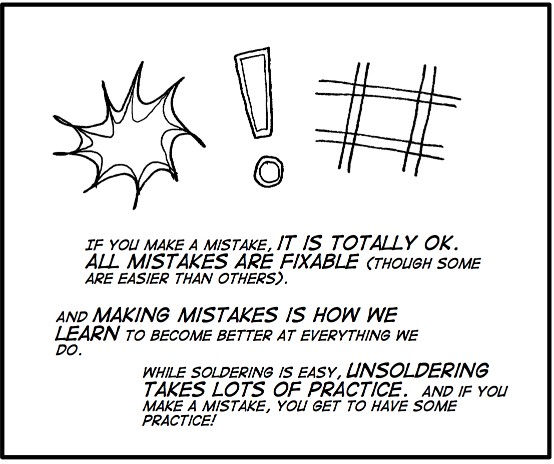 IF YOU MAKE A MISTAKE, IT IS TOTALLY OK.
ALL MISTAKES ARE FIXABLE (THOUGH SOME
ARE EASIER THAN OTHERS).
AND MAKING MISTAKES IS HOW WE
LEARN TO BECOME BETTER AT EVERYTHING WE
DO.
WHILE SOLDERING IS EASY, UNSOLDERING
TAKES LOTS OF PRACTICE. AND IF YOU
MAKE A MISTAKE, YOU GET TO HAVE SOME
PRACTICE!